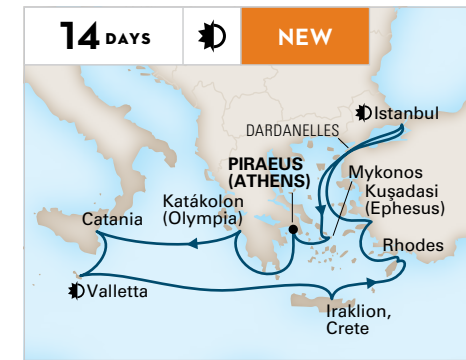 14 DAYS
NEW
Istanbul
DARDANELLES
PIRAEUS
(ATHENS)
Mykonos
Kuşadasi
(Ephesus)
Katákolon
(Olympia)
Catania
Rhodes
Valletta
Iraklion,
Crete